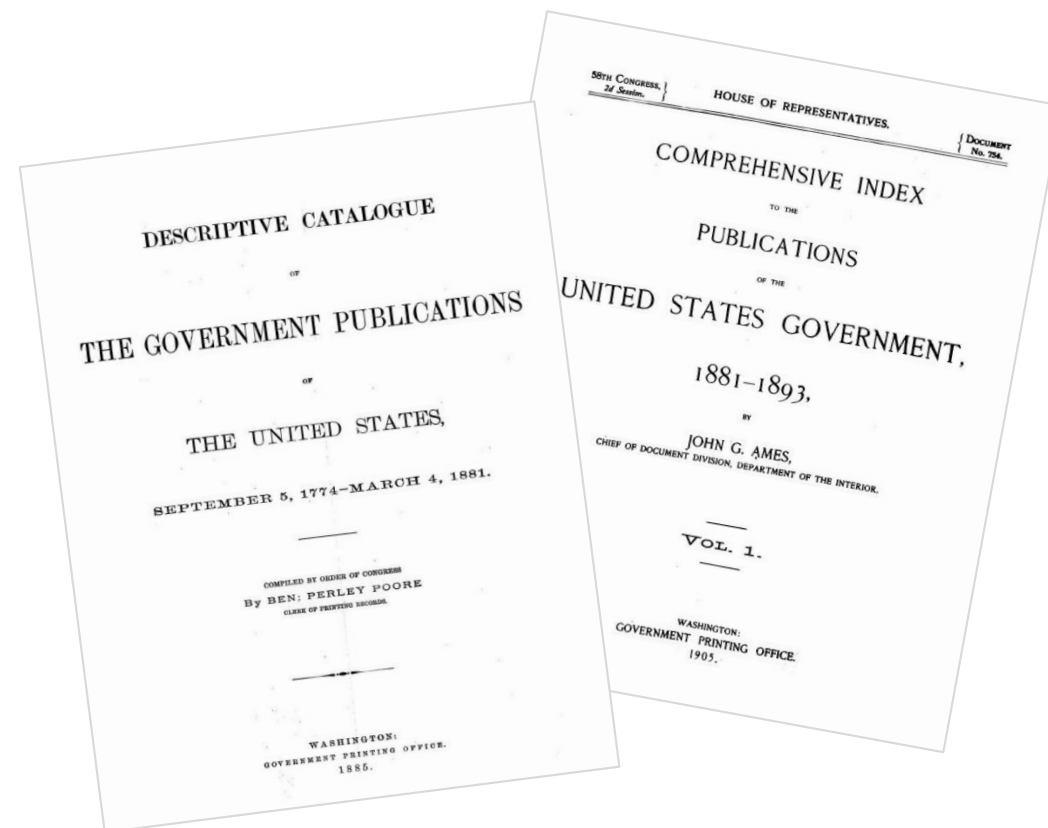 DESCRIPTIVE CATALOGUE
OF
THE GOVERNMENT PUBLICATIONS
OF
THE UNITED STATES,
SEPTEMBER 5, 1774–MARCH 4, 1881.
COMPILED BY ORDER OF CONGRESS
By BEN: PERLEY POORE
CLERK OF PRINTING RECORDS.
WASHINGTON:
GOVERNMENT PRINTING OFFICE.
1885.
58TH CONGRESS,
2d Session.
HOUSE OF REPRESENTATIVES.
DOCUMENT
No. 754.
COMPREHENSIVE INDEX
TO THE
PUBLICATIONS
OF THE
UNITED STATES GOVERNMENT,
1881–1893,
BY
JOHN G. AMES,
CHIEF OF DOCUMENT DIVISION, DEPARTMENT OF THE INTERIOR.
VOL. 1.
WASHINGTON:
GOVERNMENT PRINTING OFFICE.
1905.